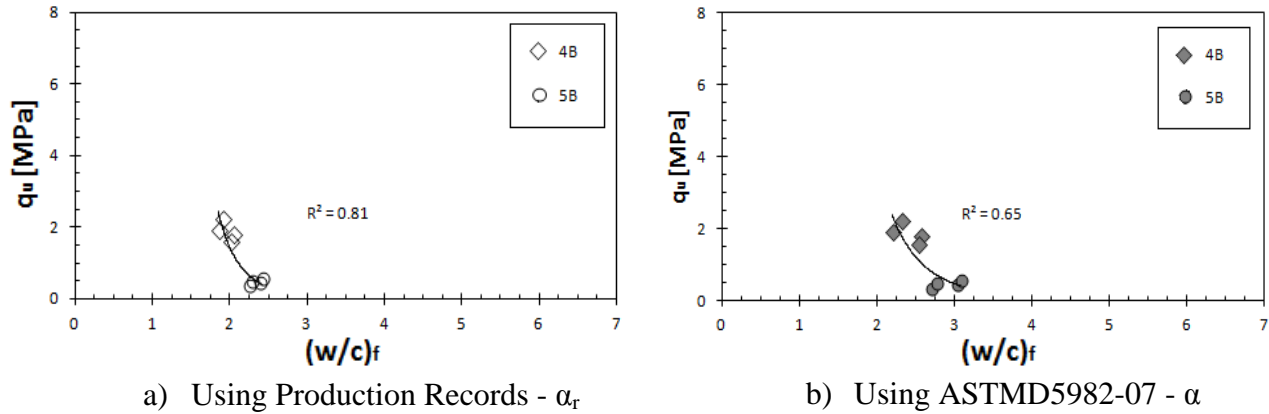 8
6
4
2
0
qu [MPa]
4B
5B
R² = 0.81
0 1 2 3 4 5 6 7
(w/c)f
a) Using Production Records - αr
8
6
4
2
0
qu [MPa]
4B
5B
R² = 0.65
0 1 2 3 4 5 6 7
(w/c)f
b) Using ASTMD5982-07 - α